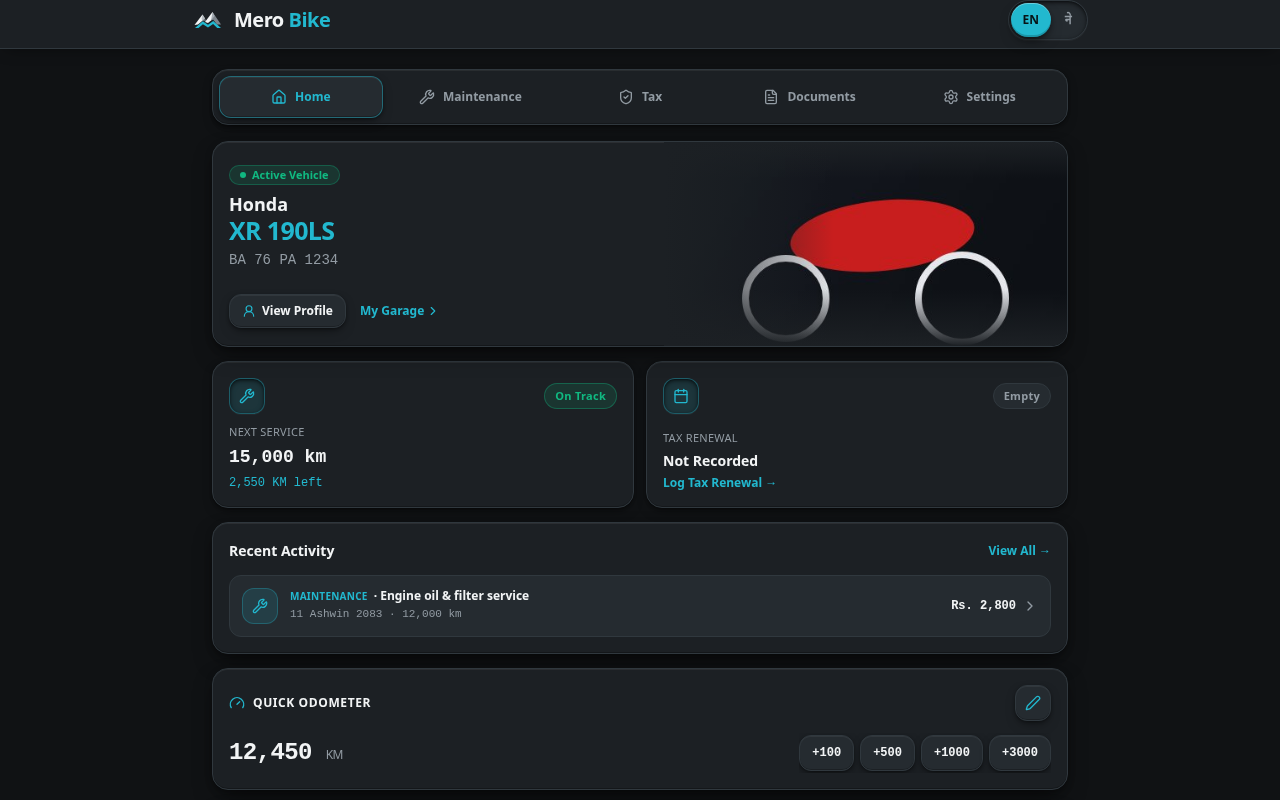 Mero Bike
EN ने
Home Maintenance Tax Documents Settings
Active Vehicle
Honda
XR 190LS
BA 76 PA 1234
View Profile My Garage
On Track
NEXT SERVICE
15,000 km
2,550 KM left
Empty
TAX RENEWAL
Not Recorded
Log Tax Renewal →
Recent Activity View All →
MAINTENANCE · Engine oil & filter service
11 Ashwin 2083 · 12,000 km
Rs. 2,800
QUICK ODOMETER
12,450 KM
+100 +500 +1000 +3000